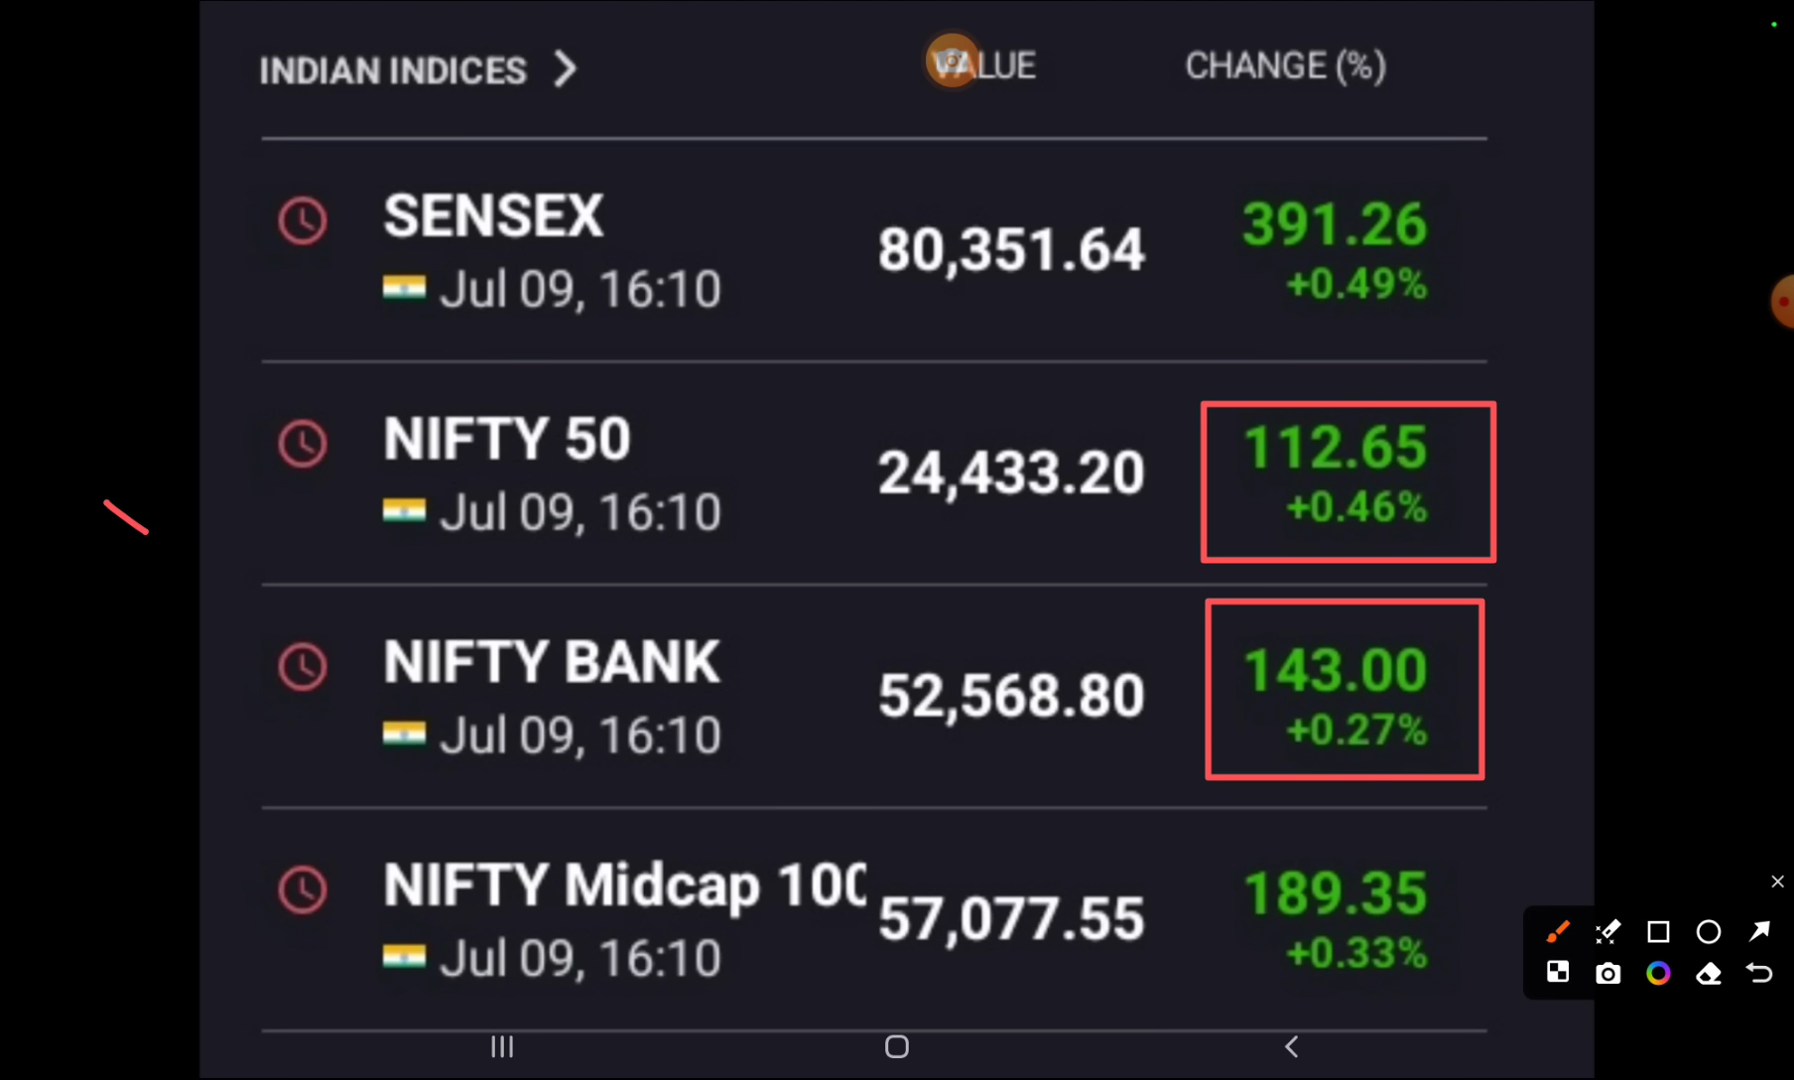 INDIAN INDICES VALUE CHANGE (%)
SENSEX 80,351.64 391.26
Jul 09, 16:10 +0.49%
NIFTY 50 24,433.20 112.65
Jul 09, 16:10 +0.46%
NIFTY BANK 52,568.80 143.00
Jul 09, 16:10 +0.27%
NIFTY Midcap 100 57,077.55 189.35
Jul 09, 16:10 +0.33%